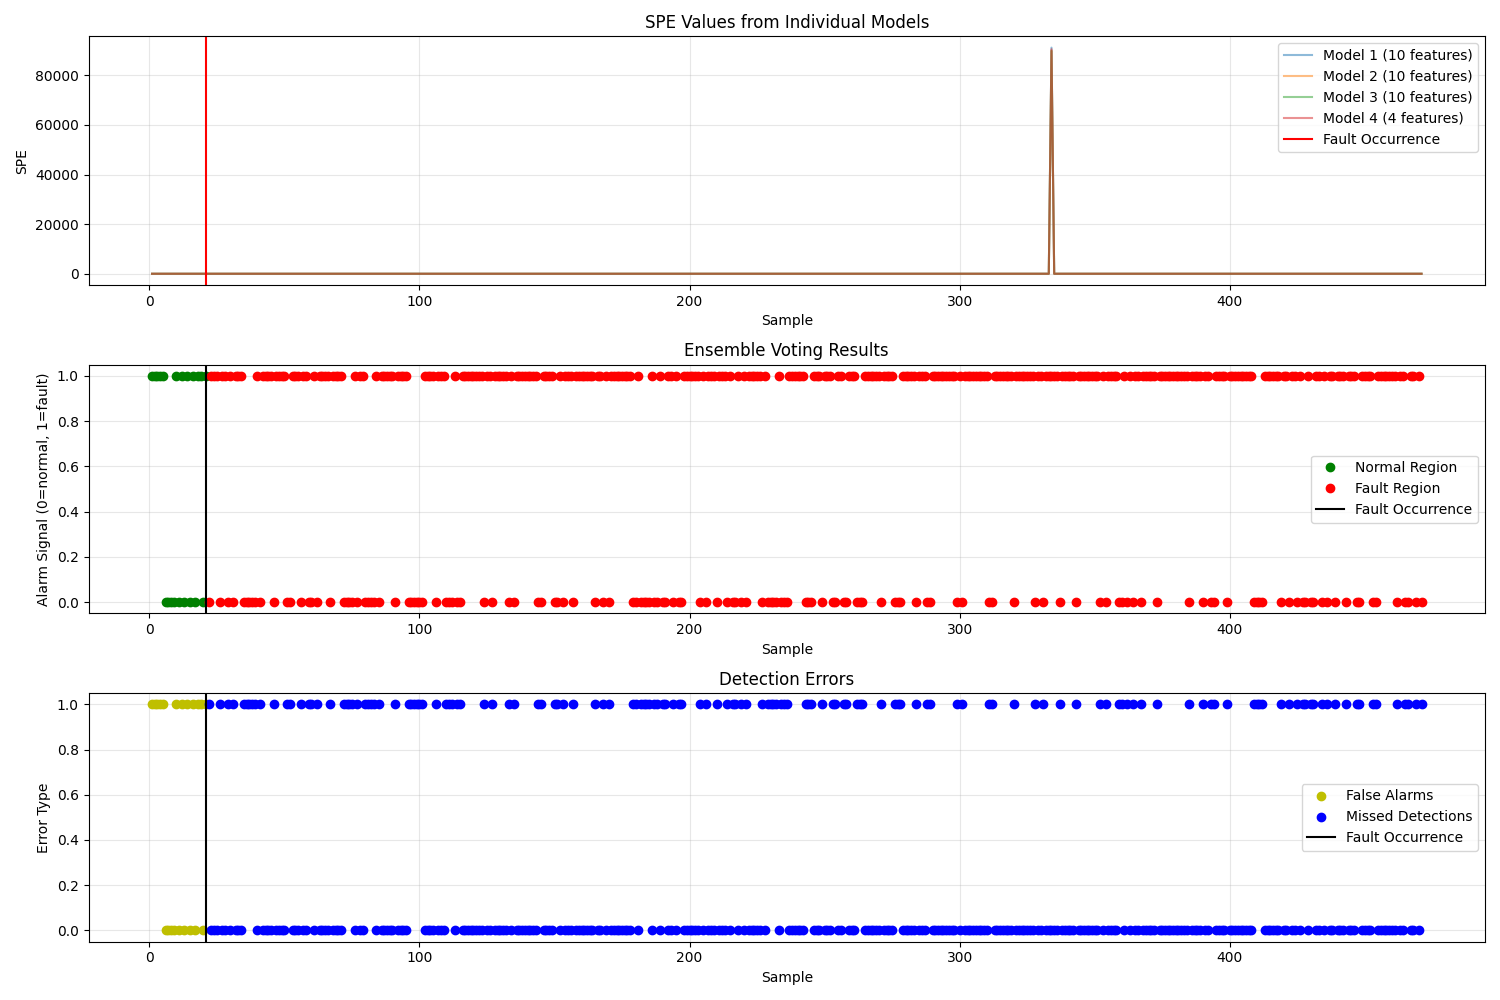 SPE Values from Individual Models
80000
60000
40000
20000
0
SPE
Model 1 (10 features)
Model 2 (10 features)
Model 3 (10 features)
Model 4 (4 features)
Fault Occurrence
0 100 200 300 400
Sample
Ensemble Voting Results
1.0
0.8
0.6
0.4
0.2
0.0
Alarm Signal (0=normal, 1=fault)
Normal Region
Fault Region
Fault Occurrence
0 100 200 300 400
Sample
Detection Errors
1.0
0.8
0.6
0.4
0.2
0.0
Error Type
False Alarms
Missed Detections
Fault Occurrence
0 100 200 300 400
Sample